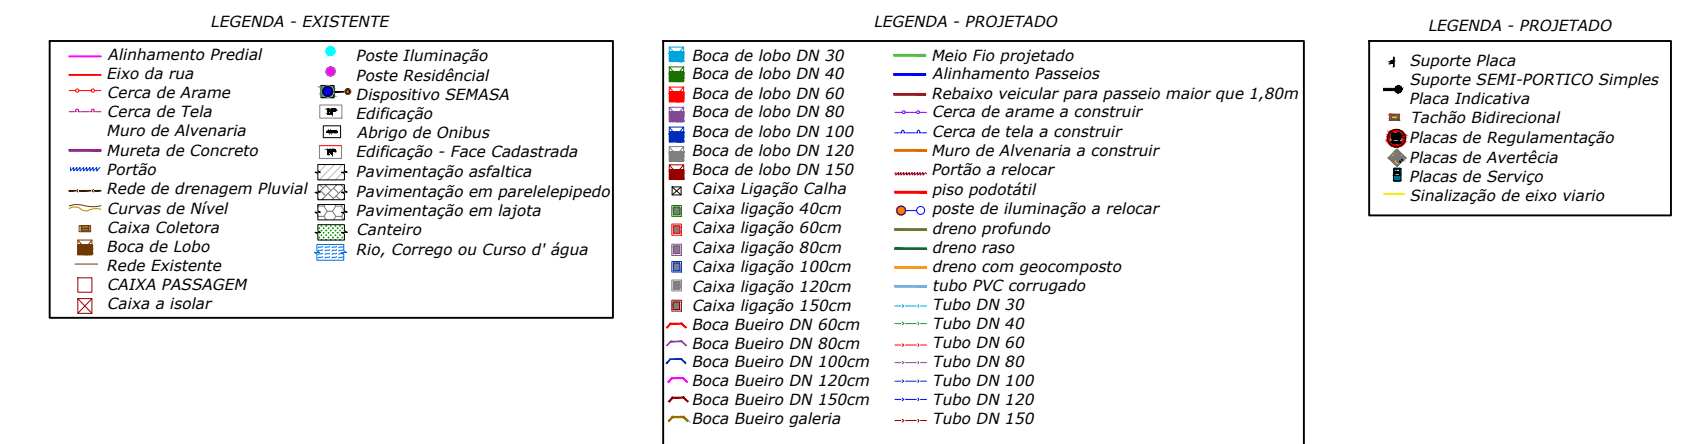 LEGENDA - EXISTENTE
Alinhamento Predial
Eixo da rua
Cerca de Arame
Cerca de Tela
Muro de Alvenaria
Mureta de Concreto
Portão
Rede de drenagem Pluvial
Curvas de Nível
Caixa Coletora
Boca de Lobo
Rede Existente
CAIXA PASSAGEM
Caixa a isolar
Poste Iluminação
Poste Residêncial
Dispositivo SEMASA
Edificação
Abrigo de Onibus
Edificação - Face Cadastrada
Pavimentação asfaltica
Pavimentação em parelelepipedo
Pavimentação em lajota
Canteiro
Rio, Corrego ou Curso d' água
LEGENDA - PROJETADO
Boca de lobo DN 30
Boca de lobo DN 40
Boca de lobo DN 60
Boca de lobo DN 80
Boca de lobo DN 100
Boca de lobo DN 120
Boca de lobo DN 150
Caixa Ligação Calha
Caixa ligação 40cm
Caixa ligação 60cm
Caixa ligação 80cm
Caixa ligação 100cm
Caixa ligação 120cm
Caixa ligação 150cm
Boca Bueiro DN 60cm
Boca Bueiro DN 80cm
Boca Bueiro DN 100cm
Boca Bueiro DN 120cm
Boca Bueiro DN 150cm
Boca Bueiro galeria
Meio Fio projetado
Alinhamento Passeios
Rebaixo veicular para passeio maior que 1,80m
Cerca de arame a construir
Cerca de tela a construir
Muro de Alvenaria a construir
Portão a relocar
piso podotátil
poste de iluminação a relocar
dreno profundo
dreno raso
dreno com geocomposto
tubo PVC corrugado
Tubo DN 30
Tubo DN 40
Tubo DN 60
Tubo DN 80
Tubo DN 100
Tubo DN 120
Tubo DN 150
LEGENDA - PROJETADO
Suporte Placa
Suporte SEMI-PORTICO Simples
Placa Indicativa
Tachão Bidirecional
Placas de Regulamentação
Placas de Avertêcia
Placas de Serviço
Sinalização de eixo viario